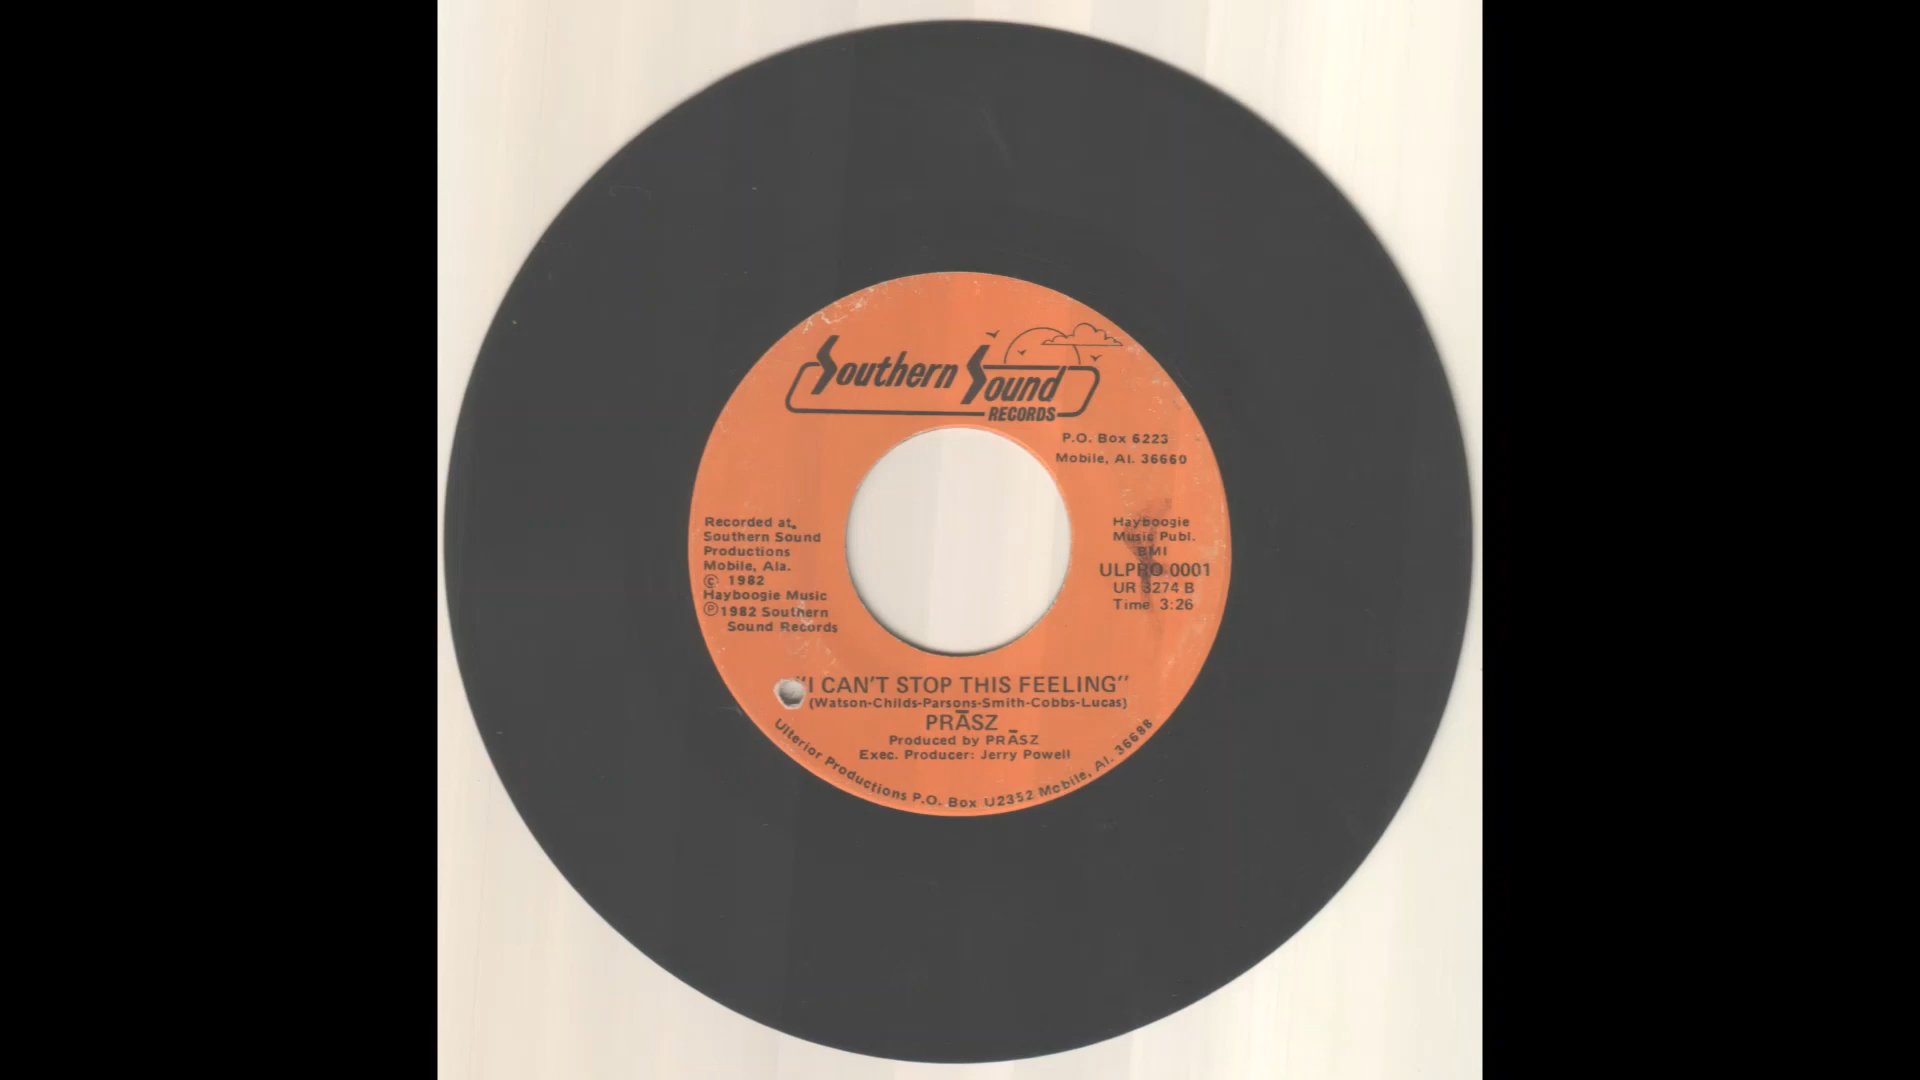 Southern Sound
RECORDS
P.O. Box 6223
Mobile, Al. 36660
Recorded at.
Southern Sound
Productions
Mobile, Ala.
© 1982
Hayboogie Music
℗1982 Southern
Sound Records
Hayboogie
Music Publ.
BMI
ULPRO 0001
UR 3274 B
Time 3:26
"I CAN'T STOP THIS FEELING"
(Watson-Childs-Parsons-Smith-Cobbs-Lucas)
PRĀSZ
Produced by PRĀSZ
Exec. Producer: Jerry Powell
Ulterior Productions P.O. Box U2352 Mobile, Al. 36688